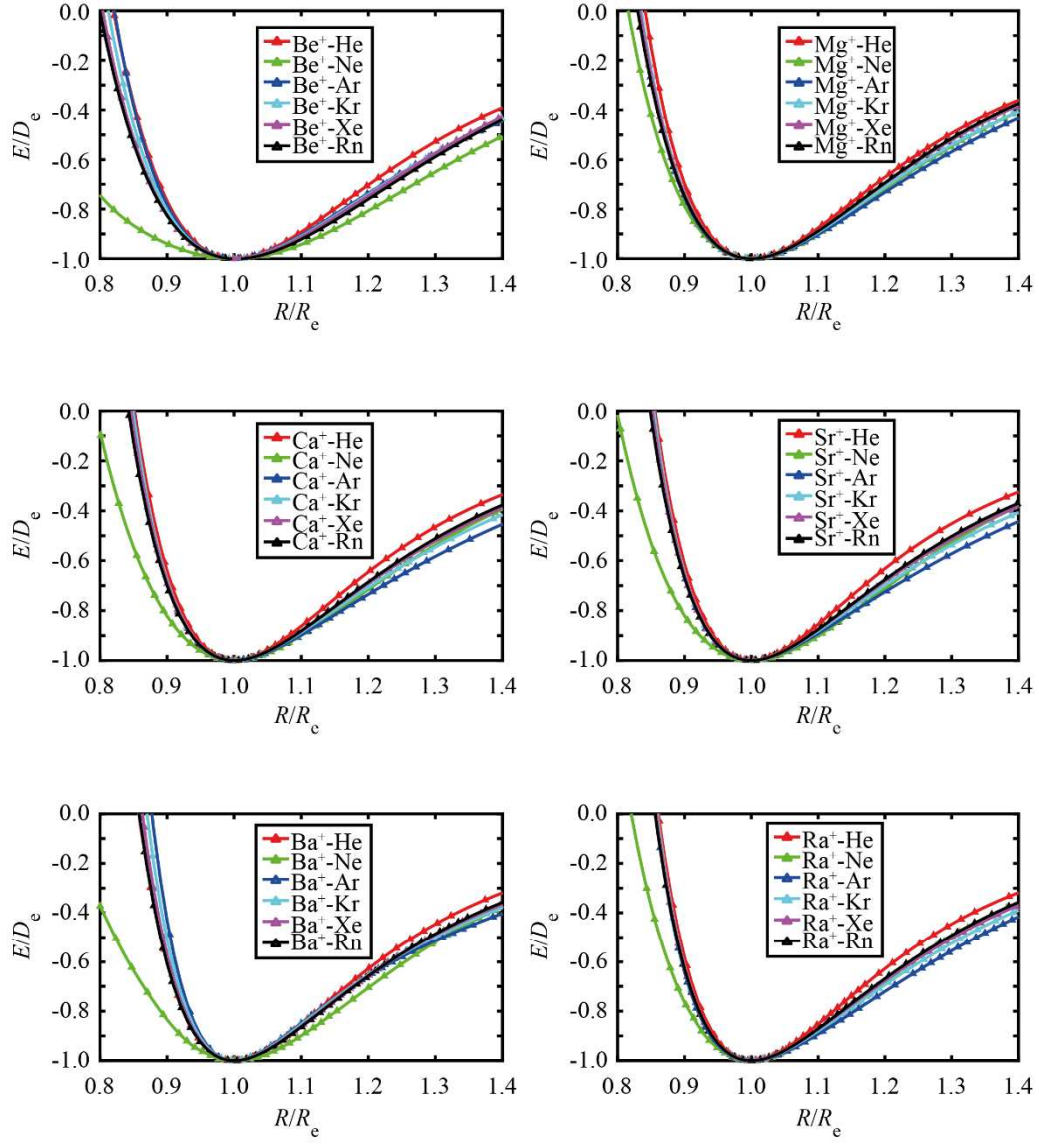 0.0
-0.2
-0.4
-0.6
-0.8
-1.0
E/De
0.8 0.9 1.0 1.1 1.2 1.3 1.4
R/Re
Be+-He
Be+-Ne
Be+-Ar
Be+-Kr
Be+-Xe
Be+-Rn
0.0
-0.2
-0.4
-0.6
-0.8
-1.0
E/De
0.8 0.9 1.0 1.1 1.2 1.3 1.4
R/Re
Mg+-He
Mg+-Ne
Mg+-Ar
Mg+-Kr
Mg+-Xe
Mg+-Rn
0.0
-0.2
-0.4
-0.6
-0.8
-1.0
E/De
0.8 0.9 1.0 1.1 1.2 1.3 1.4
R/Re
Ca+-He
Ca+-Ne
Ca+-Ar
Ca+-Kr
Ca+-Xe
Ca+-Rn
0.0
-0.2
-0.4
-0.6
-0.8
-1.0
E/De
0.8 0.9 1.0 1.1 1.2 1.3 1.4
R/Re
Sr+-He
Sr+-Ne
Sr+-Ar
Sr+-Kr
Sr+-Xe
Sr+-Rn
0.0
-0.2
-0.4
-0.6
-0.8
-1.0
E/De
0.8 0.9 1.0 1.1 1.2 1.3 1.4
R/Re
Ba+-He
Ba+-Ne
Ba+-Ar
Ba+-Kr
Ba+-Xe
Ba+-Rn
0.0
-0.2
-0.4
-0.6
-0.8
-1.0
E/De
0.8 0.9 1.0 1.1 1.2 1.3 1.4
R/Re
Ra+-He
Ra+-Ne
Ra+-Ar
Ra+-Kr
Ra+-Xe
Ra+-Rn